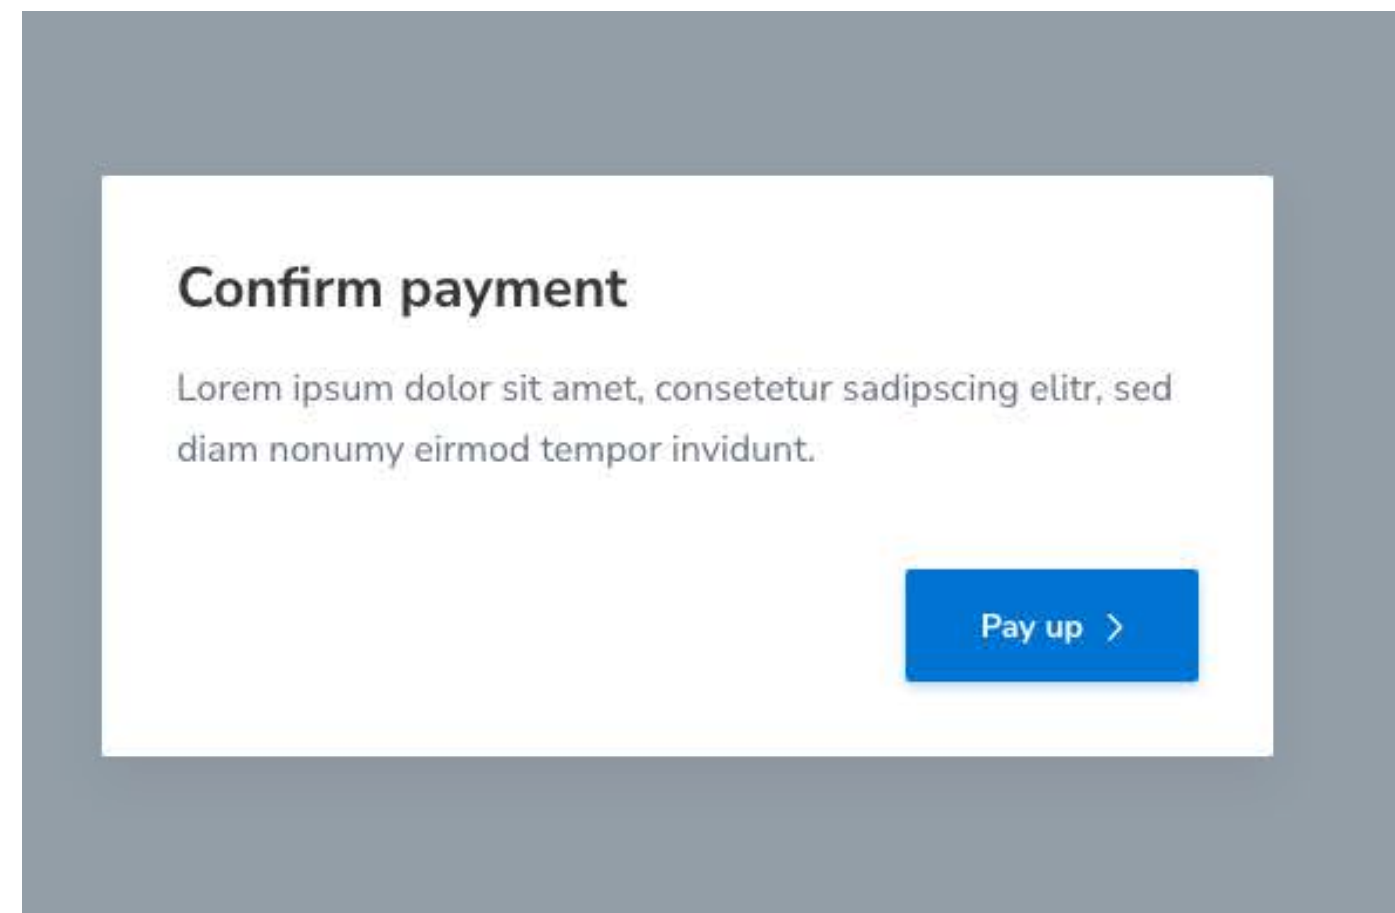 Confirm payment
Lorem ipsum dolor sit amet, consetetur sadipscing elitr, sed
diam nonumy eirmod tempor invidunt.
Pay up